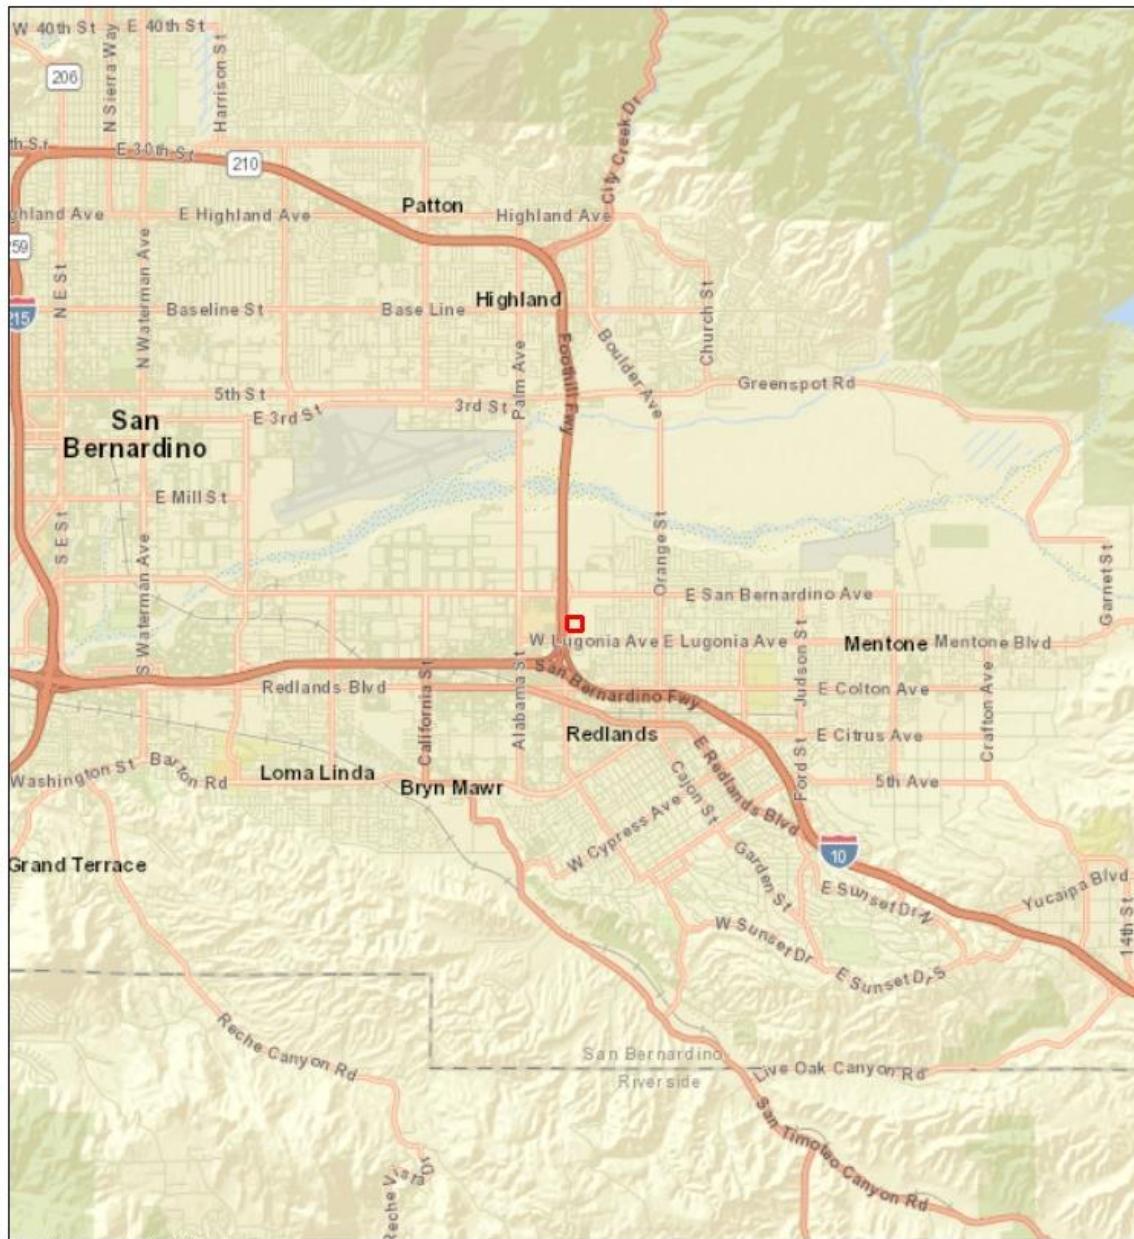 W 40th St
E 40th St
206
N Sierra Way
Harrison St
th St
E 30th St
210
City Creek Dr
Patton
ghland Ave
E Highland Ave
Highland Ave
259
N E St
N Waterman Ave
215
Baseline St
Base Line
Highland
Church St
Foothill Fwy
Palm Ave
Boulder Ave
Greenspot Rd
5th St
E 3rd St
3rd St
San
Bernardino
E Mill St
S E St
S Waterman Ave
Orange St
Garnet St
E San Bernardino Ave
W Lugonia Ave
E Lugonia Ave
Mentone
Mentone Blvd
Judson St
San Bernardino Fwy
Redlands Blvd
California St
Alabama St
E Colton Ave
Crafton Ave
Redlands
E Citrus Ave
E Redlands Blvd
Ford St
Washington St
Barton Rd
Loma Linda
Bryn Mawr
Cajon St
5th Ave
W Cypress Ave
10
Grand Terrace
Garden St
E Sunset Dr N
Yucaipa Blvd
14th St
W Sunset Dr
E Sunset Dr S
Reche Canyon Rd
San Bernardino
Riverside
Live Oak Canyon Rd
San Timoteo Canyon Rd
Reche Vista Dr